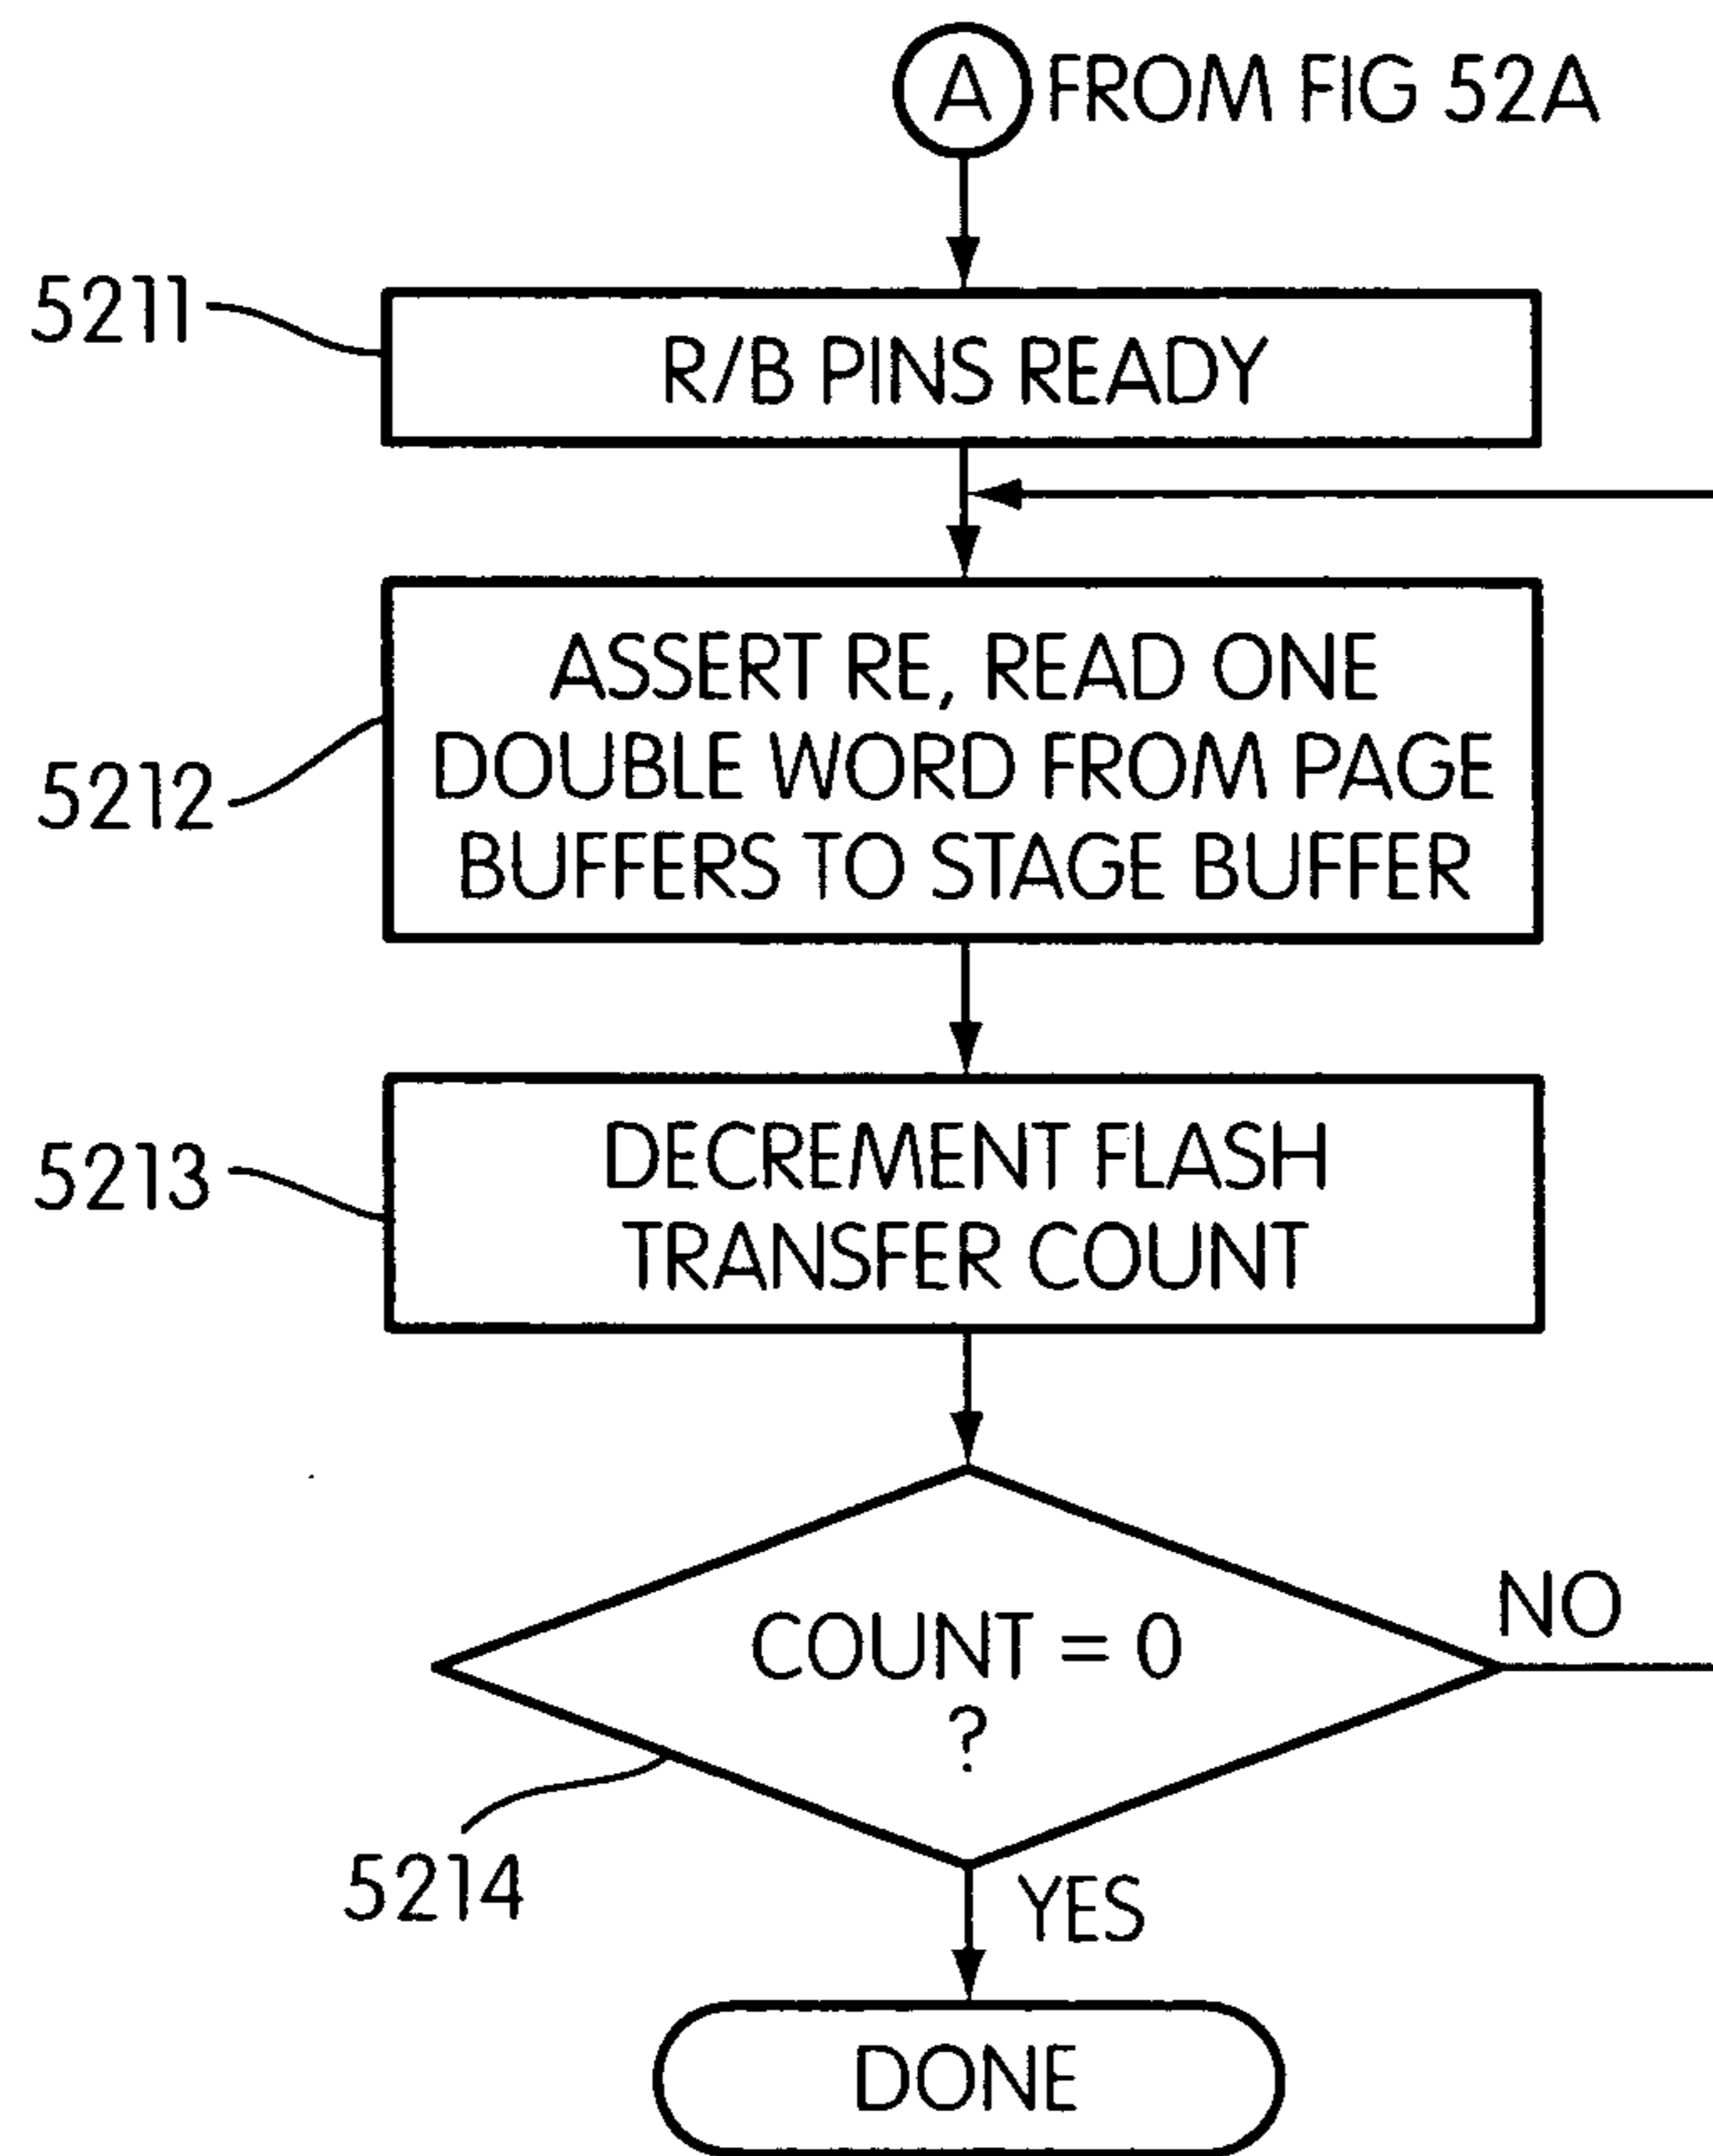 A FROM FIG 52A
5211
R/B PINS READY
ASSERT RE, READ ONE
DOUBLE WORD FROM PAGE
BUFFERS TO STAGE BUFFER
5212
5213
DECREMENT FLASH
TRANSFER COUNT
COUNT = 0
?
NO
5214
YES
DONE